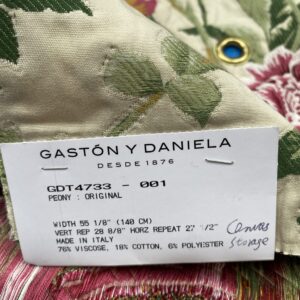 GASTÓN Y DANIELA
DESDE 1876
GDT4733 - 001
PEONY : ORIGINAL
WIDTH 55 1/8" (140 CM)
VERT REP 28 0/8" HORZ REPEAT 27 1/2"
MADE IN ITALY
76% VISCOSE, 18% COTTON, 6% POLYESTER
Canvas
Storage